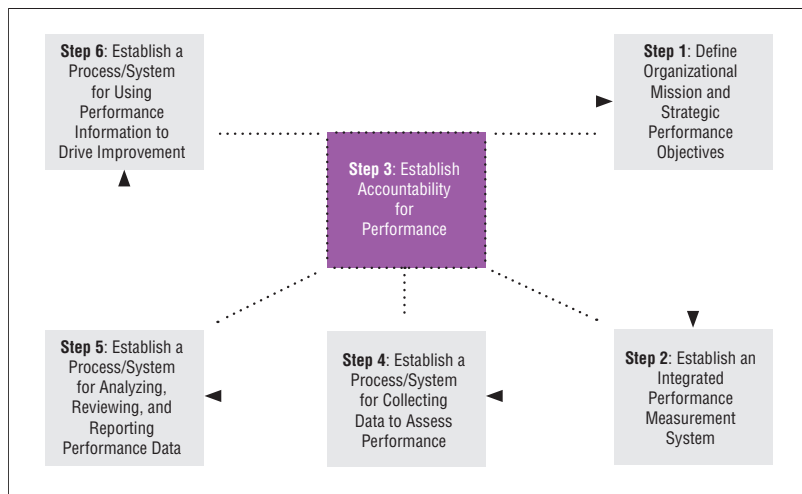 Step 6: Establish a
Process/System
for Using
Performance
Information to
Drive Improvement
Step 1: Define
Organizational
Mission and
Strategic
Performance
Objectives
Step 3: Establish
Accountability
for
Performance
Step 5: Establish a
Process/System
for Analyzing,
Reviewing, and
Reporting
Performance Data
Step 4: Establish a
Process/System
for Collecting
Data to Assess
Performance
Step 2: Establish an
Integrated
Performance
Measurement
System